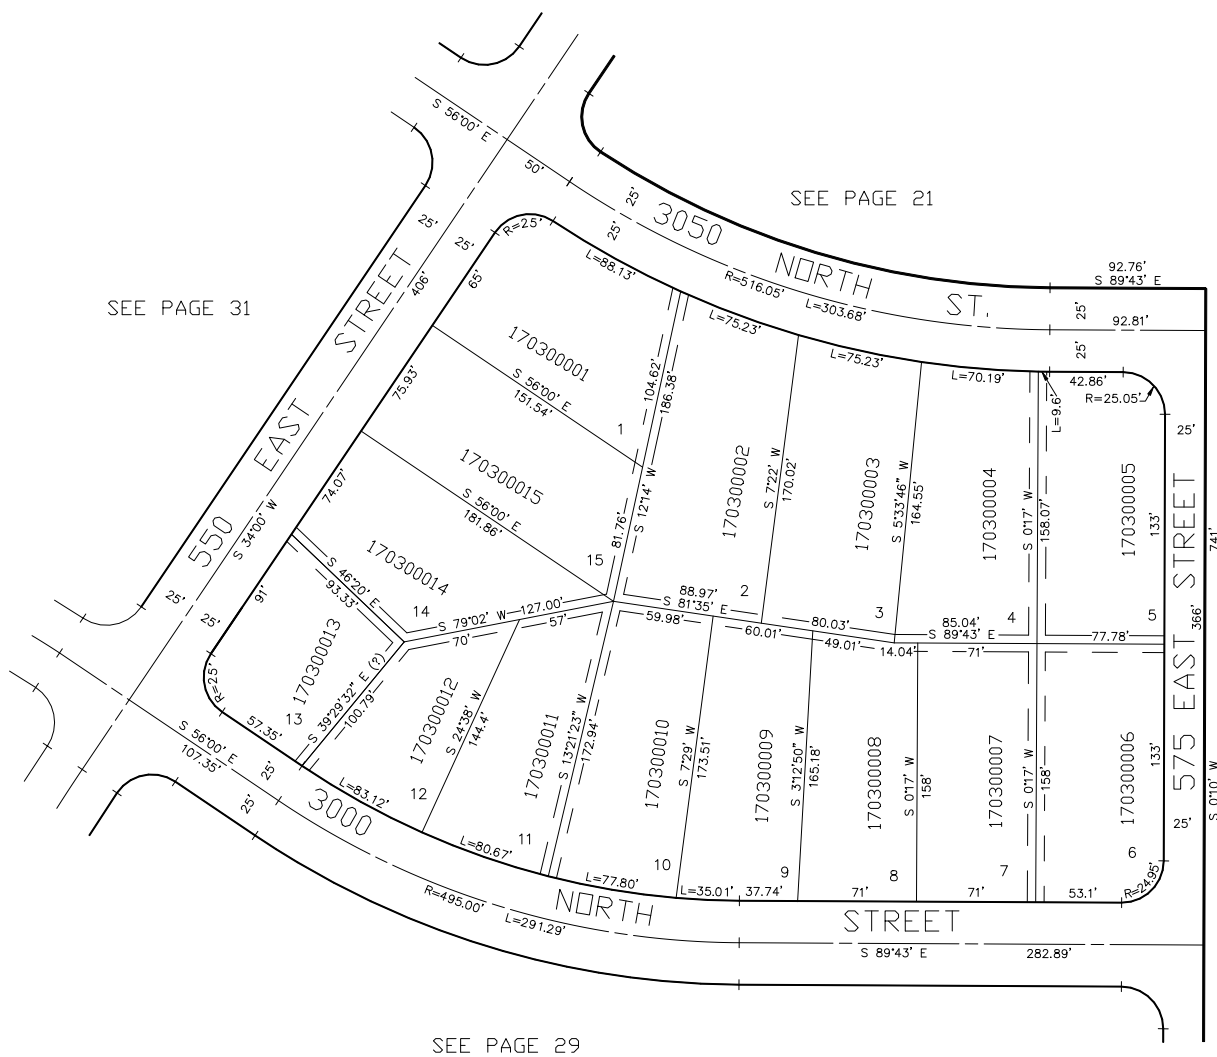 S 56°00' E
50'
25'
25'
3050
NORTH
ST.
SEE PAGE 21
92.76'
S 89°43' E
25'
92.81'
25'
R=516.05'
L=303.68'
25'
25'
406'
R=25'
L=88.13'
L=75.23'
L=75.23'
L=70.19'
L=9.6'
42.86'
R=25.05'
25'
SEE PAGE 31
550
EAST
STREET
S 34°00' W
65'
75.93'
74.07'
91'
170300001
S 56°00' E
151.54'
1
104.62'
186.38'
170300015
S 56°00' E
181.86'
15
81.76'
S 12°14' W
170300002
S 7°22' W
170.02'
2
170300003
S 5°33'46" W
164.55'
3
170300004
S 0°17' W
158.07'
4
170300005
133'
5
575 EAST STREET
366'
741'
S 0°10' W
88.97'
S 81°35' E
80.03'
85.04'
S 89°43' E
77.78'
59.98'
60.01'
49.01'
14.04'
71'
170300014
14
S 46°20' E
93.33'
S 79°02' W
127.00'
70'
57'
170300013
13
S 39°29'32" E (?)
100.79'
170300012
12
S 24°38' W
144.4'
170300011
11
S 13°21'23" W
172.94'
170300010
10
S 7°29' W
173.51'
170300009
9
S 3°12'50" W
165.18'
170300008
8
S 0°17' W
158'
170300007
7
S 0°17' W
158'
170300006
6
133'
25'
25'
25'
R=25'
57.35'
L=83.12'
L=80.67'
L=77.80'
L=35.01'
37.74'
71'
71'
53.1'
R=24.95'
S 56°00' E
107.35'
25'
25'
3000
NORTH
STREET
R=495.00'
L=291.29'
S 89°43' E
282.89'
SEE PAGE 29